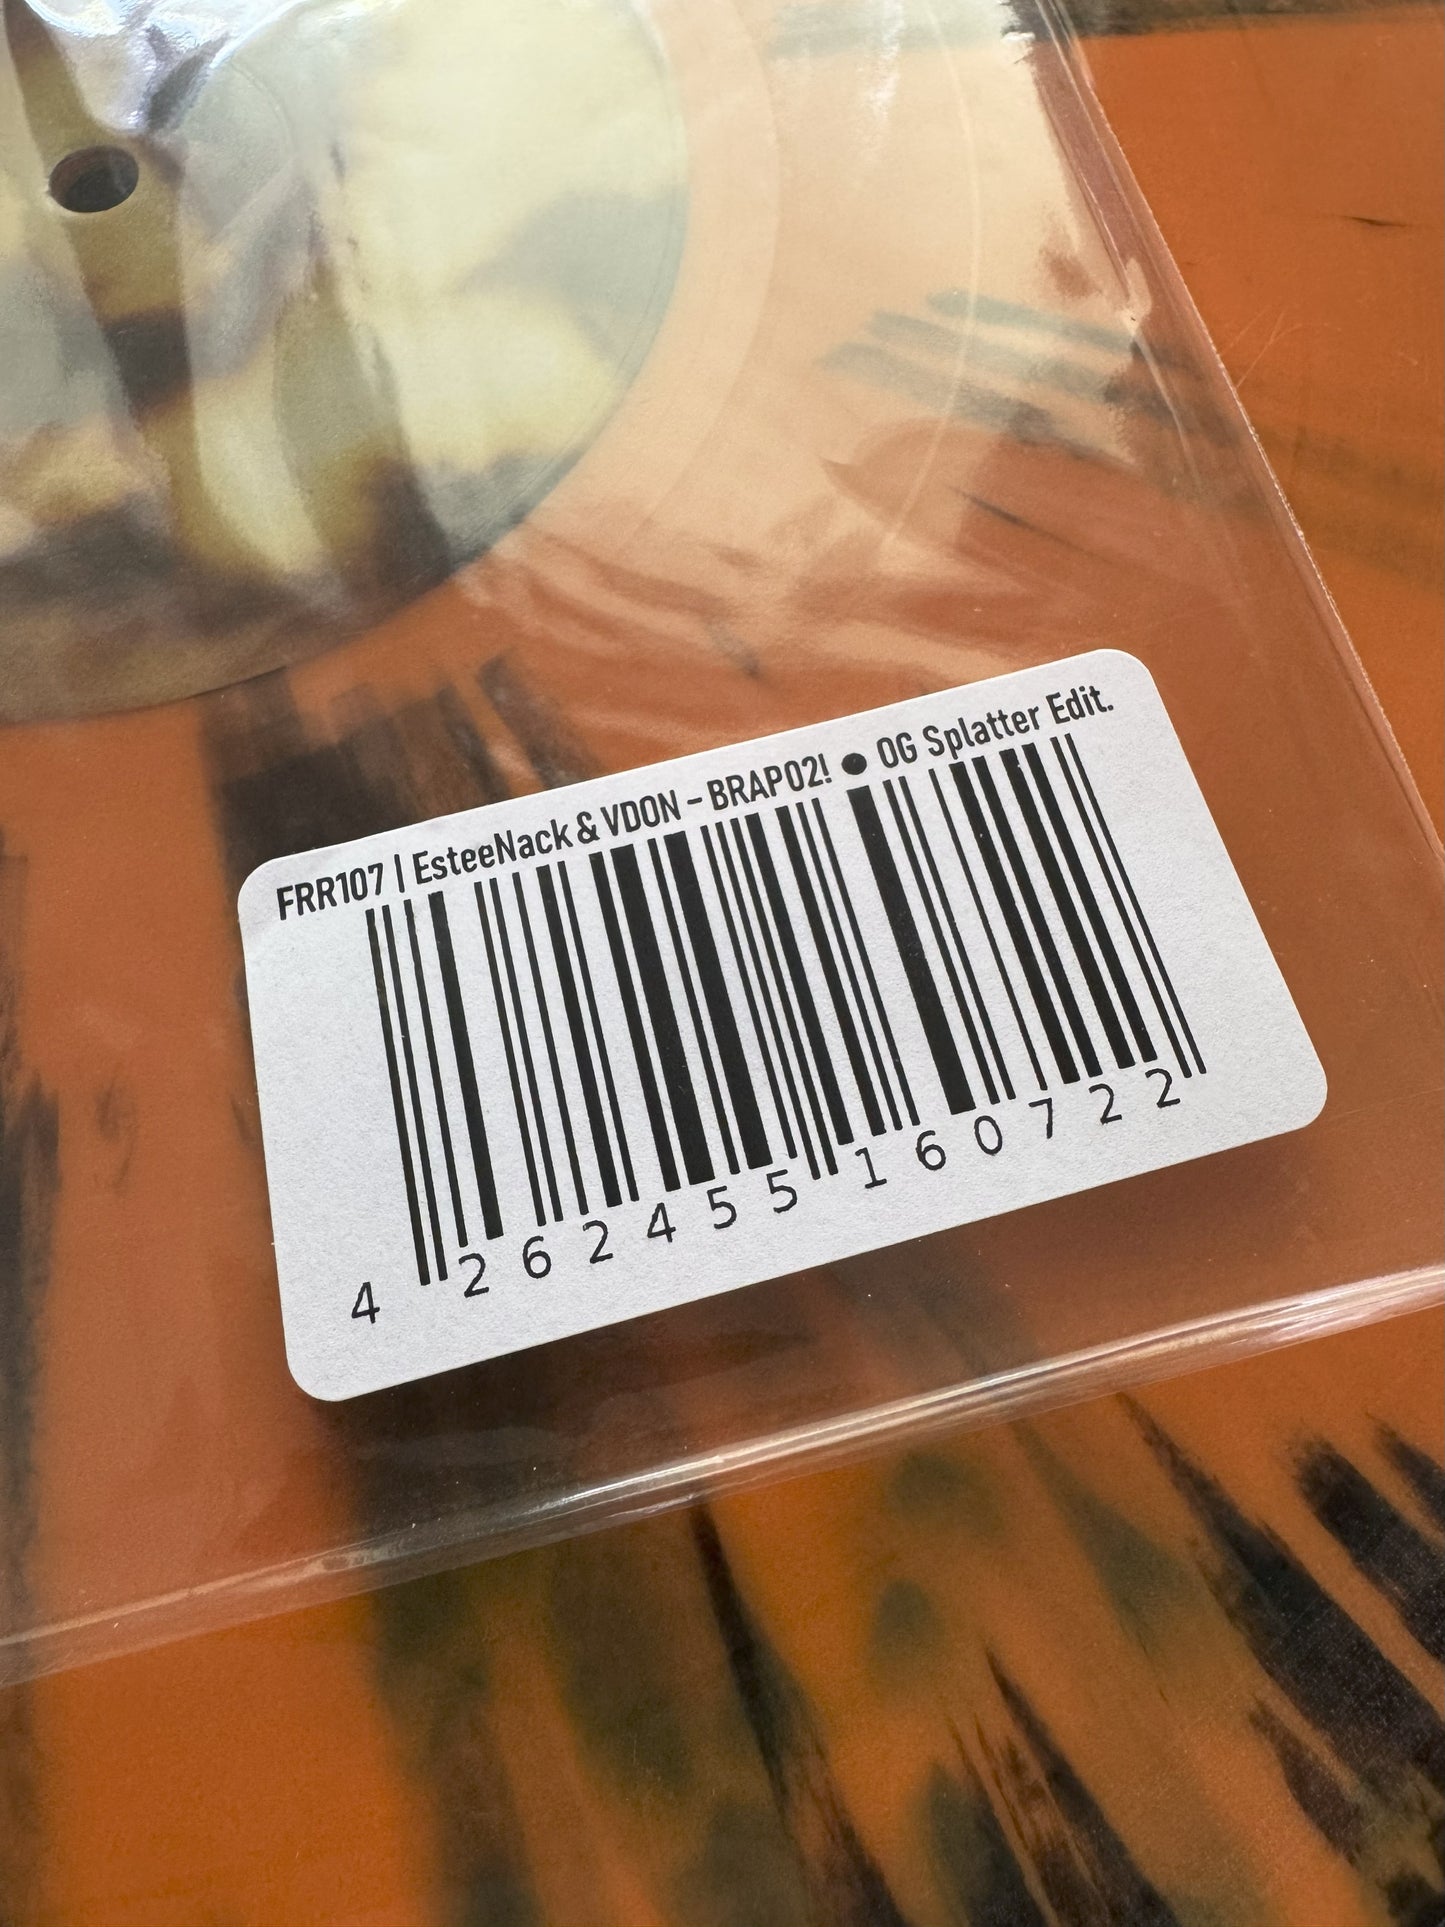 FRR107 | EsteeNack & VDON - BRAP02! ● OG Splatter Edit.
4 262455 160722